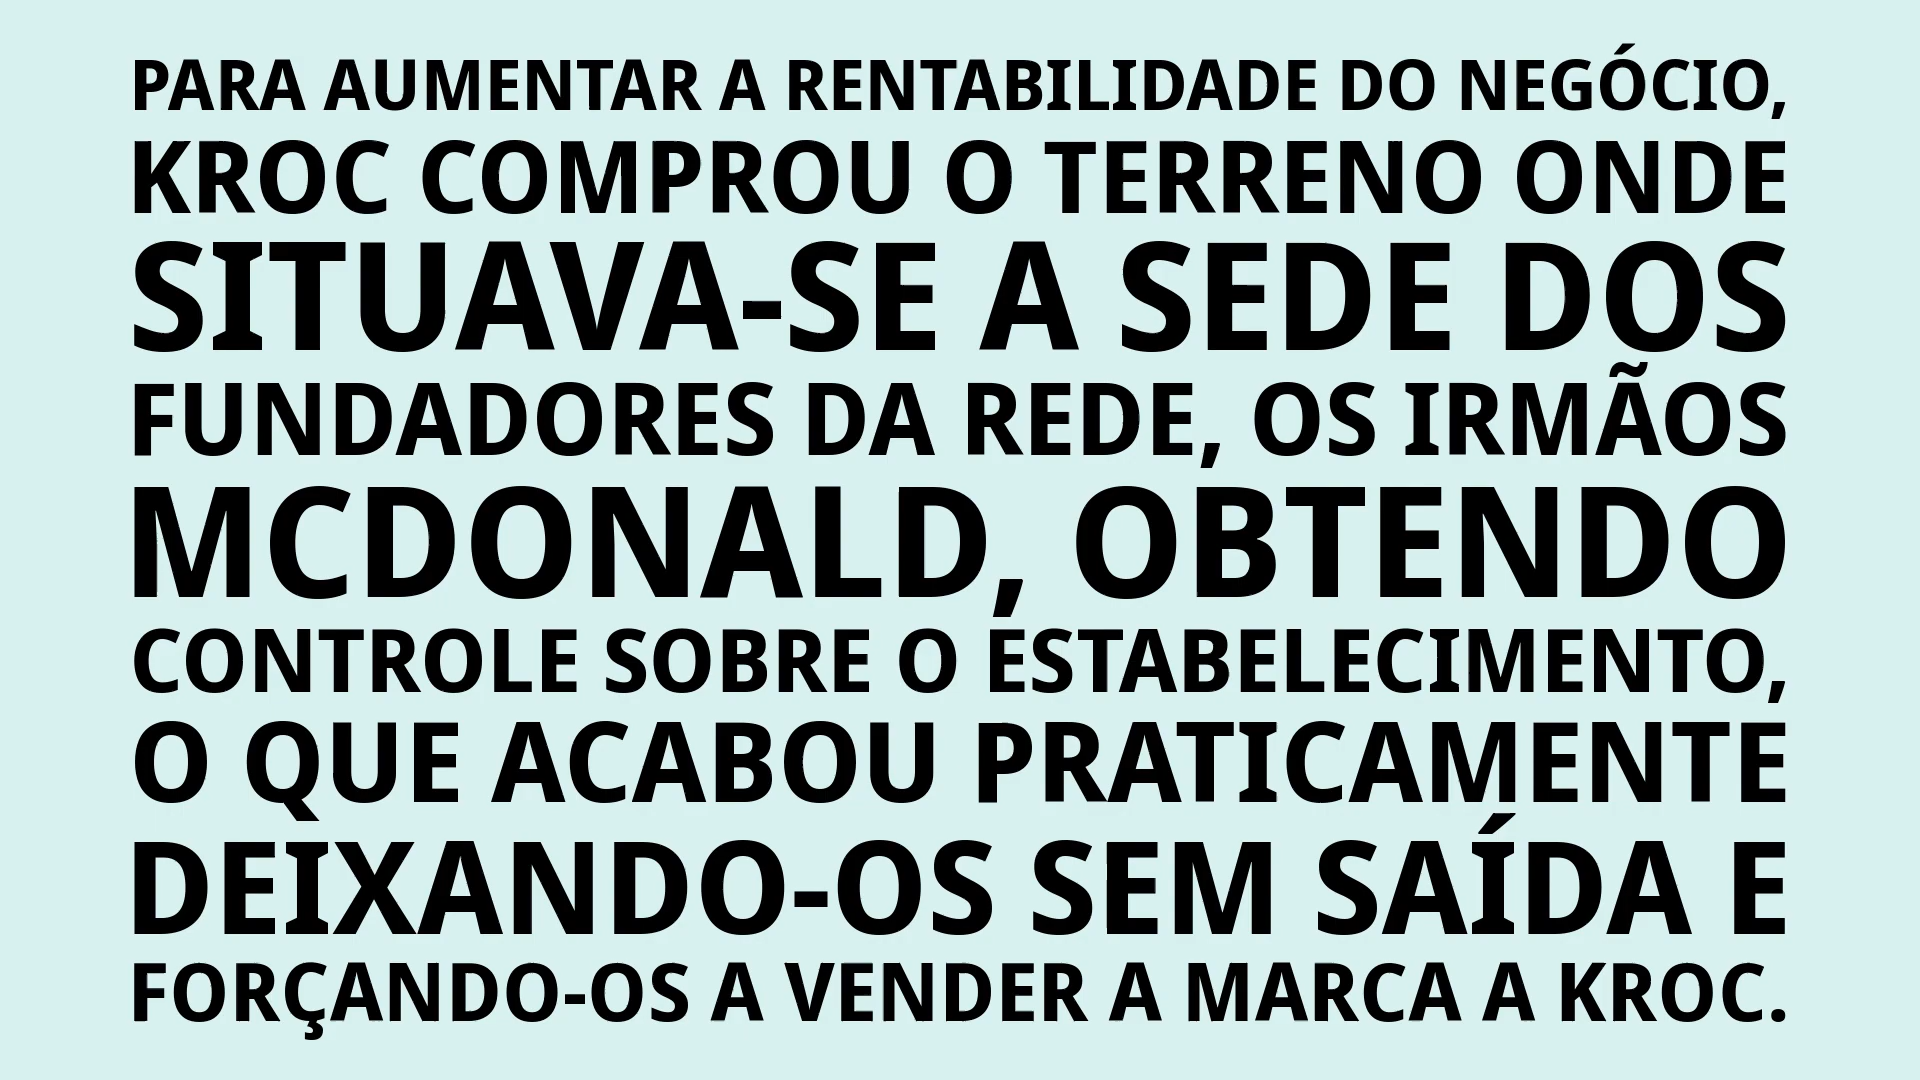 PARA AUMENTAR A RENTABILIDADE DO NEGÓCIO,
KROC COMPROU O TERRENO ONDE
SITUAVA-SE A SEDE DOS
FUNDADORES DA REDE, OS IRMÃOS
MCDONALD, OBTENDO
CONTROLE SOBRE O ESTABELECIMENTO,
O QUE ACABOU PRATICAMENTE
DEIXANDO-OS SEM SAÍDA E
FORÇANDO-OS A VENDER A MARCA A KROC.